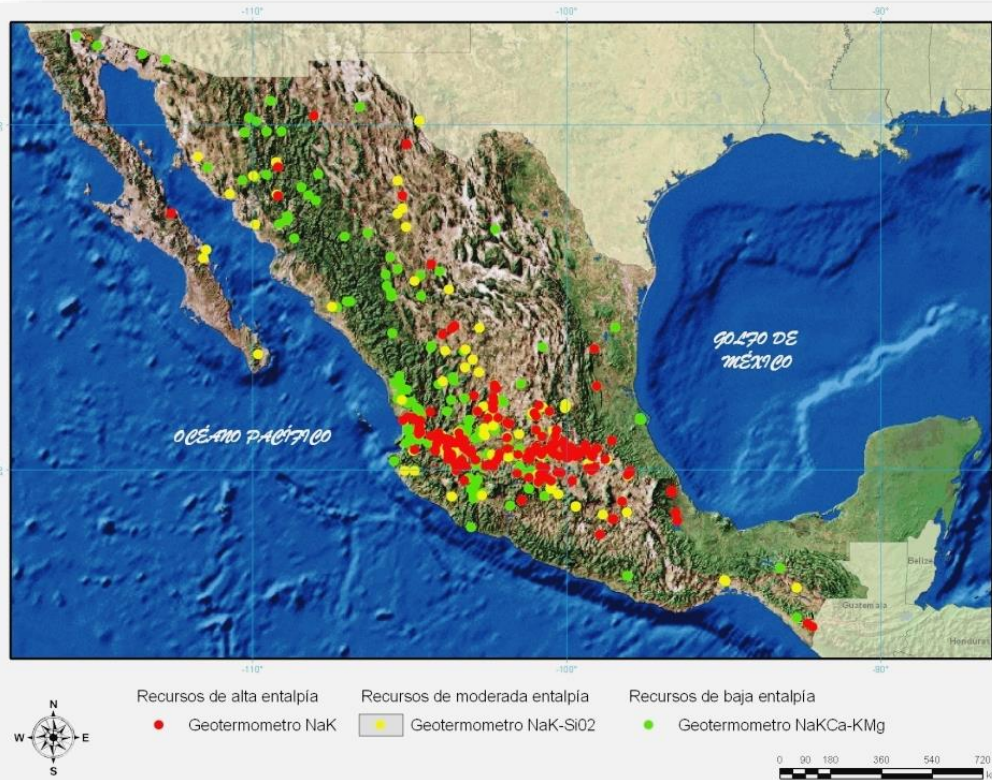 -110° -100° -90°
GOLFO DE
MÉXICO
OCÉANO PACÍFICO
Belize
Guatemala
Honduras
-110° -100° -90°
Recursos de alta entalpía Recursos de moderada entalpía Recursos de baja entalpía
Geotermometro NaK Geotermometro NaK-Si02 Geotermometro NaKCa-KMg
N
W E
S
0 90 180 360 540 720